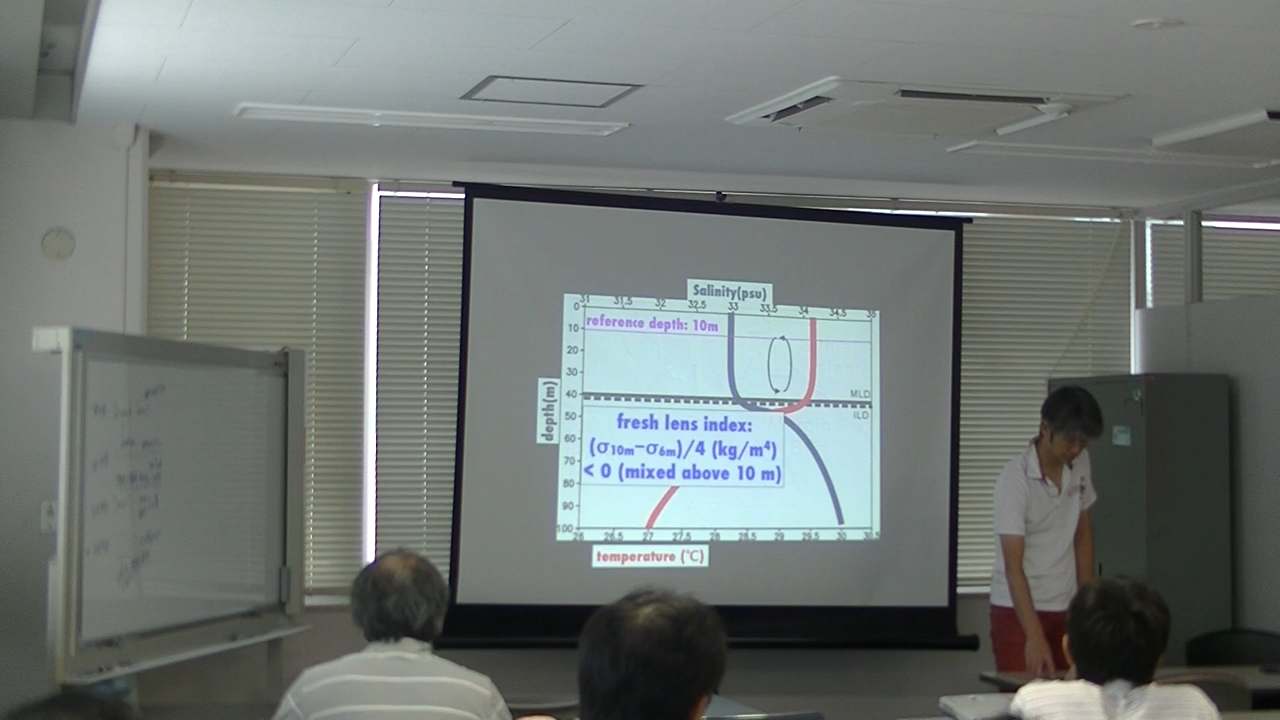 Salinity(psu)
31 31.5 32 32.5 33 33.5 34 34.5 35
reference depth: 10m
0
10
20
30
40
50
60
70
80
90
100
depth(m)
MLD
ILD
fresh lens index:
(σ10m−σ6m)/4 (kg/m⁴)
< 0 (mixed above 10 m)
26 26.5 27 27.5 28 28.5 29 29.5 30 30.5
temperature (℃)